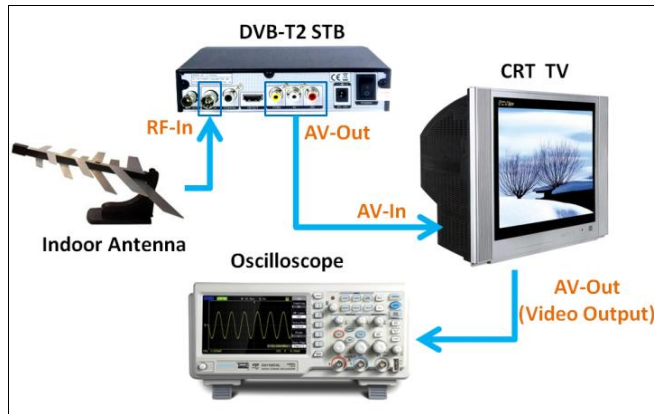 DVB-T2 STB
CRT TV
RF-In
AV-Out
AV-In
Indoor Antenna
Oscilloscope
AV-Out
(Video Output)